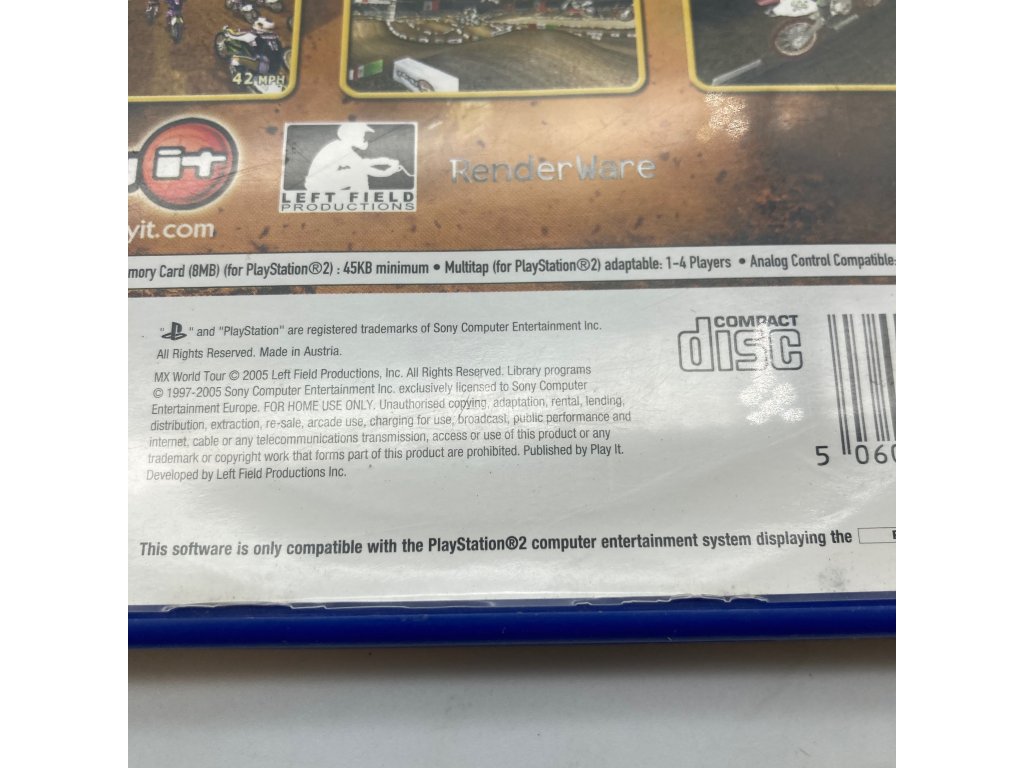 42 MPH
it
LEFT FIELD
PRODUCTIONS
RenderWare
yit.com
mory Card (8MB) (for PlayStation®2) : 45KB minimum • Multitap (for PlayStation®2) adaptable: 1-4 Players • Analog Control Compatible:
" " and "PlayStation" are registered trademarks of Sony Computer Entertainment Inc.
All Rights Reserved. Made in Austria.
MX World Tour © 2005 Left Field Productions, Inc. All Rights Reserved. Library programs
© 1997-2005 Sony Computer Entertainment Inc. exclusively licensed to Sony Computer
Entertainment Europe. FOR HOME USE ONLY. Unauthorised copying, adaptation, rental, lending,
distribution, extraction, re-sale, arcade use, charging for use, broadcast, public performance and
internet, cable or any telecommunications transmission, access or use of this product or any
trademark or copyright work that forms part of this product are prohibited. Published by Play It.
Developed by Left Field Productions Inc.
COMPACT
disc
5 060
This software is only compatible with the PlayStation®2 computer entertainment system displaying the